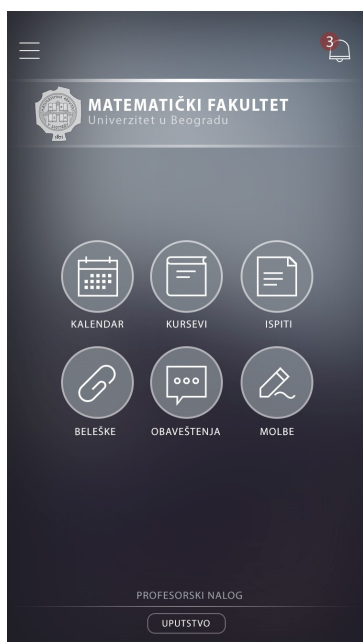 3
MATEMATIČKI FAKULTET
Univerzitet u Beogradu
KALENDAR
KURSEVI
ISPITI
BELEŠKE
OBAVEŠTENJA
MOLBE
PROFESORSKI NALOG
UPUTSTVO